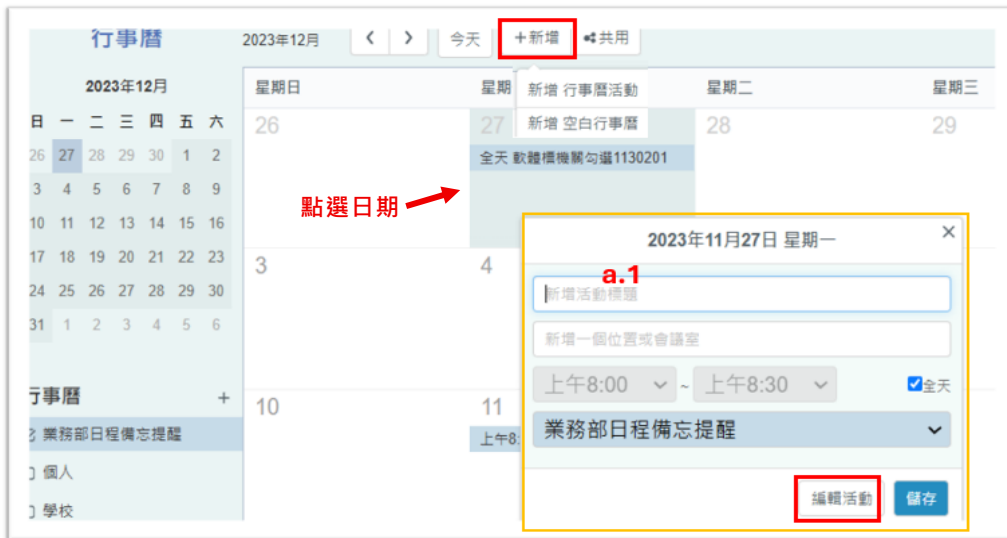 行事曆 2023年12月 < > 今天 +新增 共用
新增 行事曆活動
新增 空白行事曆
2023年12月
日 一 二 三 四 五 六
26 27 28 29 30 1 2
3 4 5 6 7 8 9
10 11 12 13 14 15 16
17 18 19 20 21 22 23
24 25 26 27 28 29 30
31 1 2 3 4 5 6
行事曆 +
業務部日程備忘提醒
個人
學校
星期日 星期 星期二 星期三
26 27 28 29
全天 軟體標機關勾選1130201
點選日期
3 4
10 11
上午8:
2023年11月27日 星期一 ×
a.1
新增活動標題
新增一個位置或會議室
上午8:00 ~ 上午8:30 全天
業務部日程備忘提醒
編輯活動 儲存